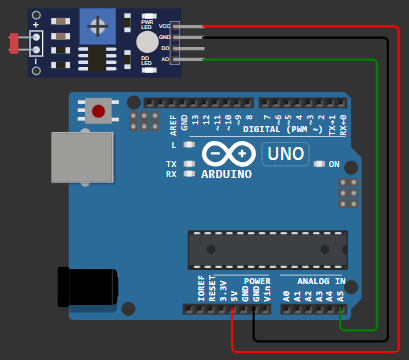 +
PWR
LED
VCC
GND
DO
DO
LED
AO
AREF
GND
13
12
~11
10
~9
8
7
~6
~5
4
~3
2
TX→1
RX←0
DIGITAL (PWM ~)
L
TX
RX
UNO
ON
ARDUINO
IOREF
RESET
3.3V
5V
GND
GND
Vin
POWER
ANALOG IN
A0
A1
A2
A3
A4
A5